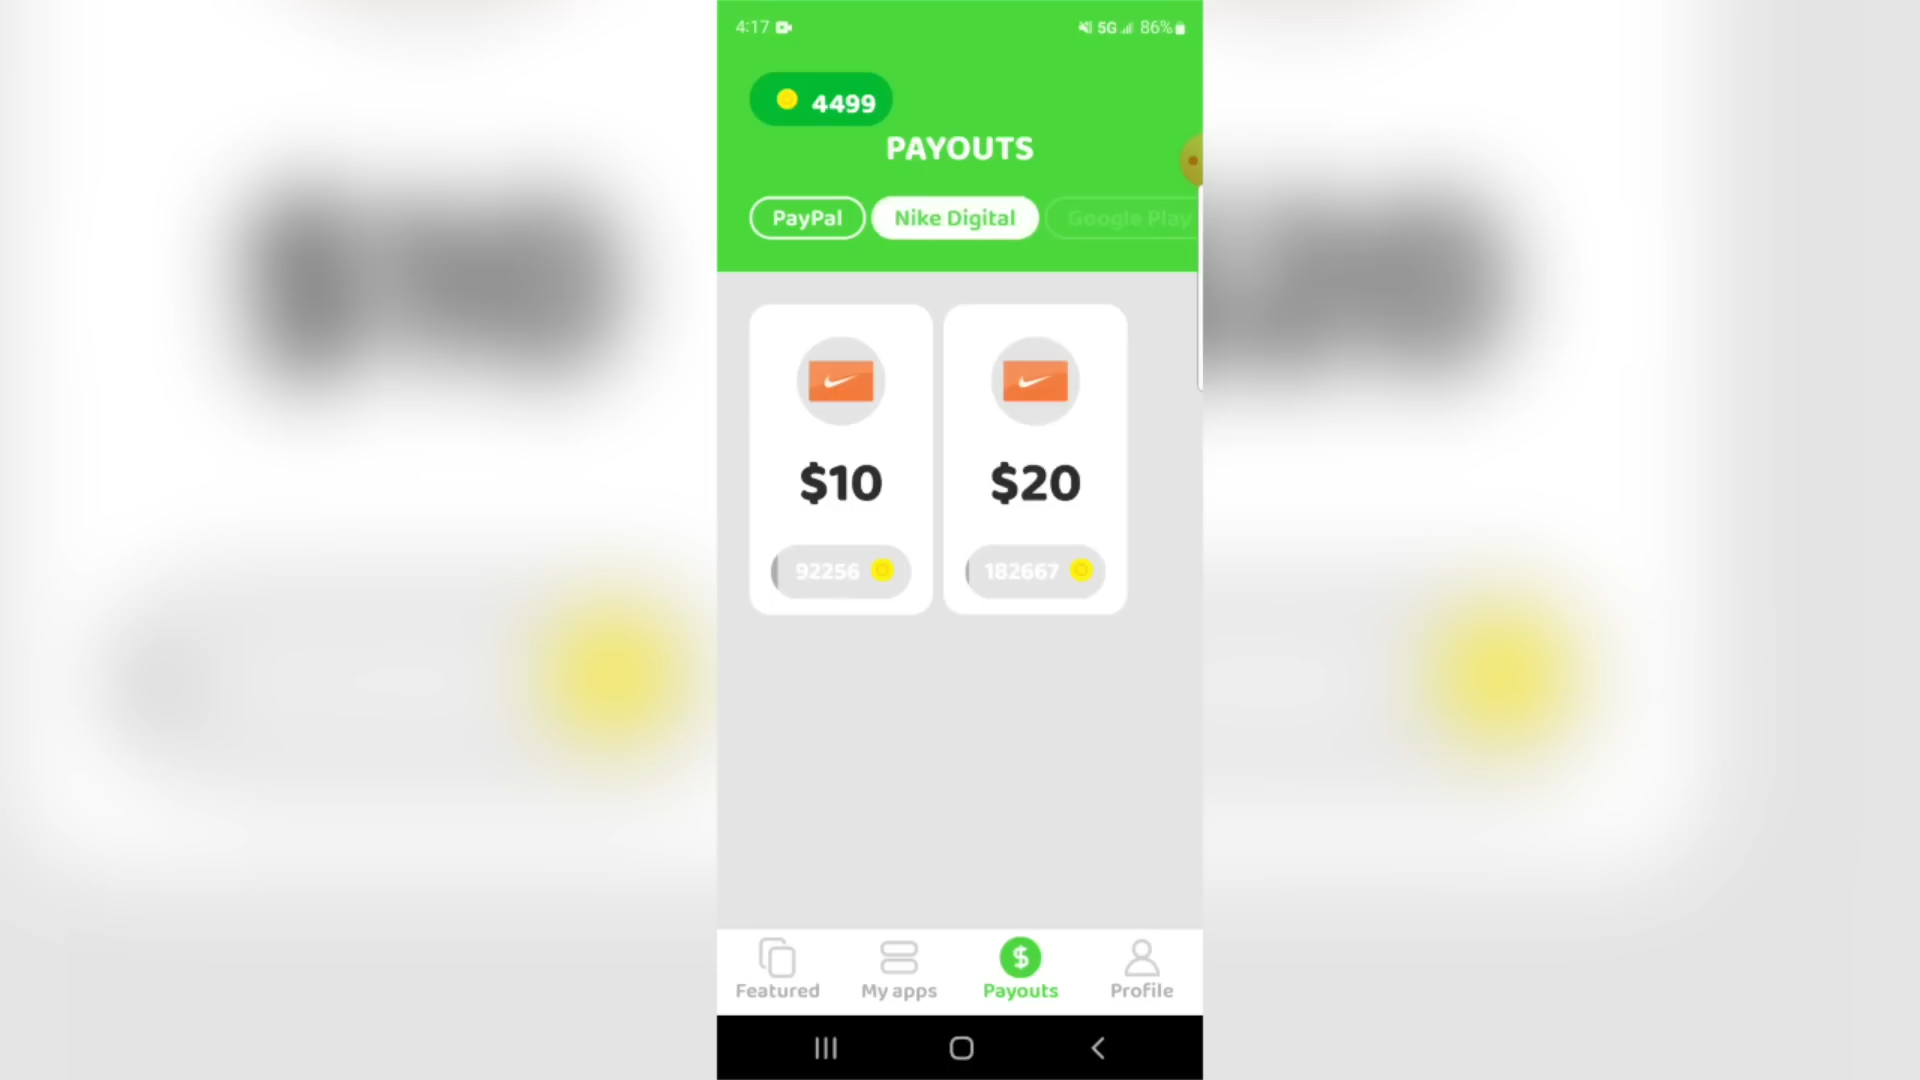 4:17 5G 86%
4499
PAYOUTS
PayPal Nike Digital Google Play
$10 $20
92256 182667
Featured My apps Payouts Profile